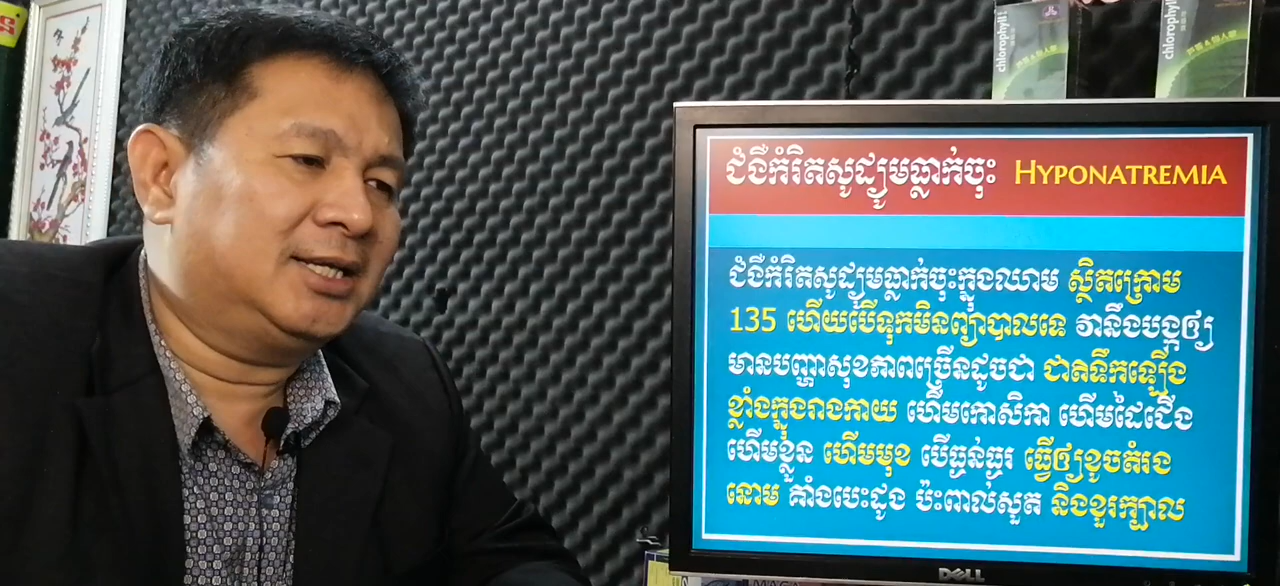 chlorophyll
chlorophyll
ជំងឺកំរិតសូដ្យូមធ្លាក់ចុះ HYPONATREMIA
ជំងឺកំរិតសូដ្យូមធ្លាក់ចុះក្នុងឈាម ស្ថិតក្រោម
135 ហើយបើទុកមិនព្យាបាលទេ វានឹងបង្កឲ្យ
មានបញ្ហាសុខភាពច្រើនដូចជា ជាតិទឹកឡើង
ខ្លាំងក្នុងរាងកាយ ហើមកោសិកា ហើមដៃជើង
ហើមខ្លួន ហើមមុខ បើធ្ងន់ធ្ងរ ធ្វើឲ្យខូចតំរង
នោម គាំងបេះដូង ប៉ះពាល់សួត និងខួរក្បាល
DELL